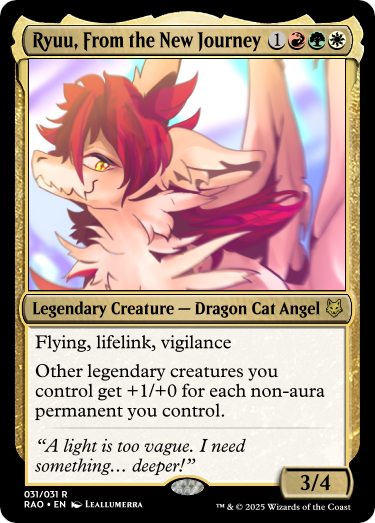 Ryuu, From the New Journey 1
Legendary Creature — Dragon Cat Angel
Flying, lifelink, vigilance
Other legendary creatures you
control get +1/+0 for each non-aura
permanent you control.
“A light is too vague. I need
something... deeper!”
3/4
031/031 R
RAO • EN Leallumerra
™ & © 2025 Wizards of the Coast